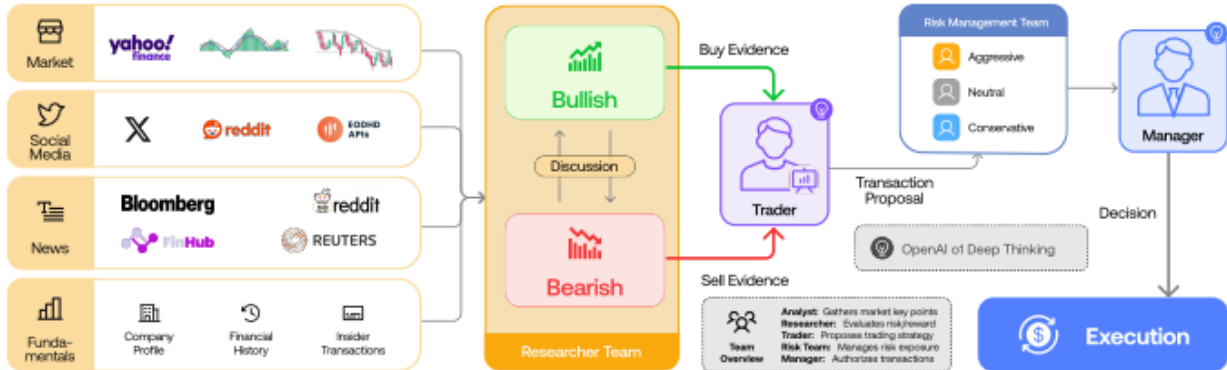 Market
yahoo!
finance
Social
Media
X
reddit
EODHD
APIs
News
Bloomberg
reddit
FinHub
REUTERS
Funda-
mentals
Company
Profile
Financial
History
Insider
Transactions
Bullish
Discussion
Bearish
Researcher Team
Buy Evidence
Sell Evidence
Trader
Transaction
Proposal
Risk Management Team
Aggressive
Neutral
Conservative
Manager
Decision
OpenAI o1 Deep Thinking
Team
Overview
Analyst: Gathers market key points
Researcher: Evaluates risk/reward
Trader: Proposes trading strategy
Risk Team: Manages risk exposure
Manager: Authorizes transactions
Execution